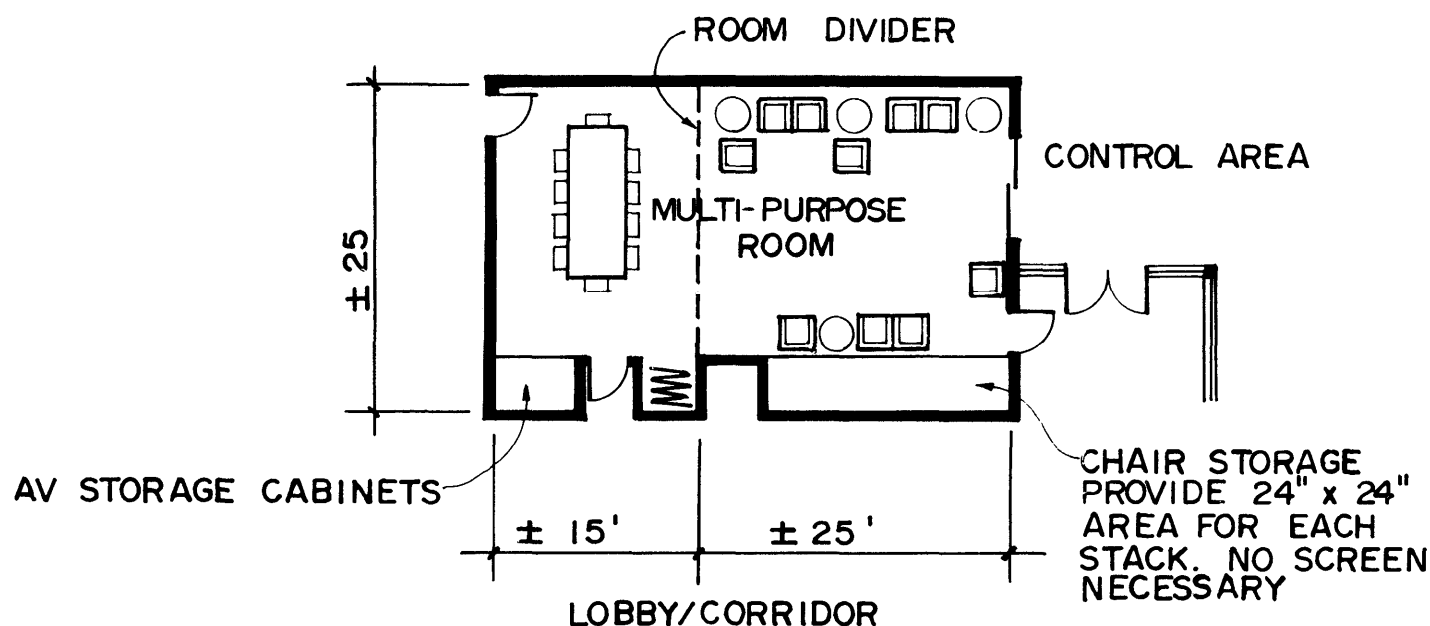 ROOM DIVIDER
CONTROL AREA
MULTI-PURPOSE
ROOM
± 25
AV STORAGE CABINETS
± 15'
± 25'
CHAIR STORAGE
PROVIDE 24" x 24"
AREA FOR EACH
STACK. NO SCREEN
NECESSARY
LOBBY/CORRIDOR